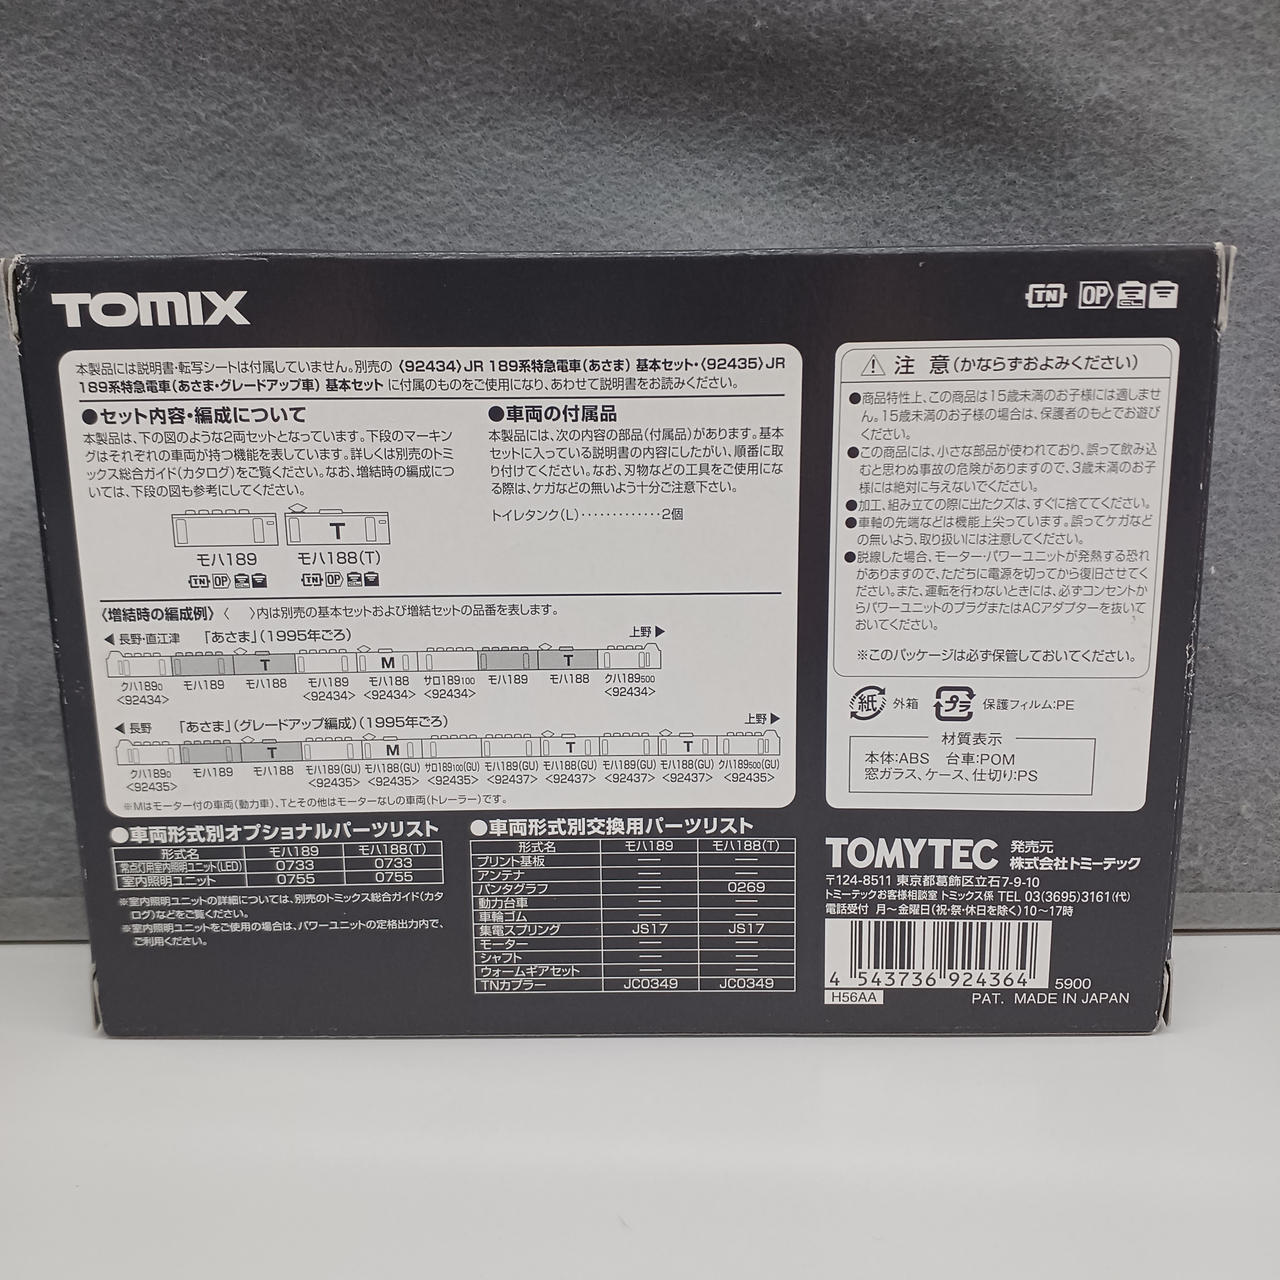 TOMIX
TN OP CL
本製品には説明書・転写シートは付属していません。別売の〈92434〉JR 189系特急電車(あさま) 基本セット・〈92435〉JR
189系特急電車(あさま・グレードアップ車) 基本セット に付属のものをご使用になり、あわせて説明書をお読みください。
●セット内容・編成について
本製品は、下の図のような2両セットとなっています。下段のマーキン
グはそれぞれの車両が持つ機能を表しています。詳しくは別売のトミ
ックス総合ガイド(カタログ)をご覧ください。なお、増結時の編成につ
いては、下段の図も参考にしてください。
T
モハ189 モハ188(T)
TN OP CL TN OP CL
●車両の付属品
本製品には、次の内容の部品(付属品)があります。基本
セットに入っている説明書の内容にしたがい、順番に取
り付けてください。なお、刃物などの工具をご使用にな
る際は、ケガなどの無いよう十分ご注意下さい。
トイレタンク(L)・・・・・・・・・・・・・2個
〈増結時の編成例〉〈 〉内は別売の基本セットおよび増結セットの品番を表します。
◀長野・直江津 「あさま」(1995年ごろ) 上野▶
T M T
クハ189₀ モハ189 モハ188 モハ189 モハ188 サロ189₁₀₀ モハ189 モハ188 クハ189₅₀₀
<92434> <92434> <92434> <92434> <92434>
◀長野 「あさま」(グレードアップ編成)(1995年ごろ) 上野▶
T M T T
クハ189₀ モハ189 モハ188 モハ189(GU) モハ188(GU) サロ189₁₀₀(GU) モハ189(GU) モハ188(GU) モハ189(GU) モハ188(GU) クハ189₅₀₀(GU)
<92435> <92435> <92435> <92435> <92437> <92437> <92437> <92437> <92435>
※Mはモーター付の車両(動力車)、Tとその他はモーターなしの車両(トレーラー)です。
●車両形式別オプショナルパーツリスト
形式名 モハ189 モハ188(T)
常点灯用室内照明ユニット(LED) 0733 0733
室内照明ユニット 0755 0755
※室内照明ユニットの詳細については、別売のトミックス総合ガイド(カタ
ログ)などをご覧ください。
※室内照明ユニットをご使用の場合は、パワーユニットの定格出力内で、
ご利用ください。
●車両形式別交換用パーツリスト
形式名 モハ189 モハ188(T)
プリント基板 — —
アンテナ — —
パンタグラフ — 0269
動力台車 — —
車輪ゴム — —
集電スプリング JS17 JS17
モーター — —
シャフト — —
ウォームギアセット — —
TNカプラー JC0349 JC0349
⚠ 注 意 (かならずおよみください)
●商品特性上、この商品は15歳未満のお子様には適しませ
ん。15歳未満のお子様の場合は、保護者のもとでお遊び
ください。
●この商品には、小さな部品が使われており、誤って飲み込
むと思わぬ事故の危険がありますので、3歳未満のお子
様には絶対に与えないでください。
●加工、組み立ての際に出たクズは、すぐに捨ててください。
●車軸の先端などは機能上尖っています。誤ってケガなど
の無いよう、取り扱いには注意してください。
●脱線した場合、モーター・パワーユニットが発熱する恐れ
がありますので、ただちに電源を切ってから復旧させてく
ださい。また、運転を行わないときには、必ずコンセントか
らパワーユニットのプラグまたはACアダプターを抜いて
おいてください。
※このパッケージは必ず保管しておいてください。
紙 外箱 プラ 保護フィルム:PE
材質表示
本体:ABS 台車:POM
窓ガラス、ケース、仕切り:PS
TOMYTEC 発売元
株式会社トミーテック
〒124-8511 東京都葛飾区立石7-9-10
トミーテックお客様相談室 トミックス係 TEL 03(3695)3161(代)
電話受付 月〜金曜日(祝・祭・休日を除く)10〜17時
4 543736 924364
5900
H56AA PAT. MADE IN JAPAN